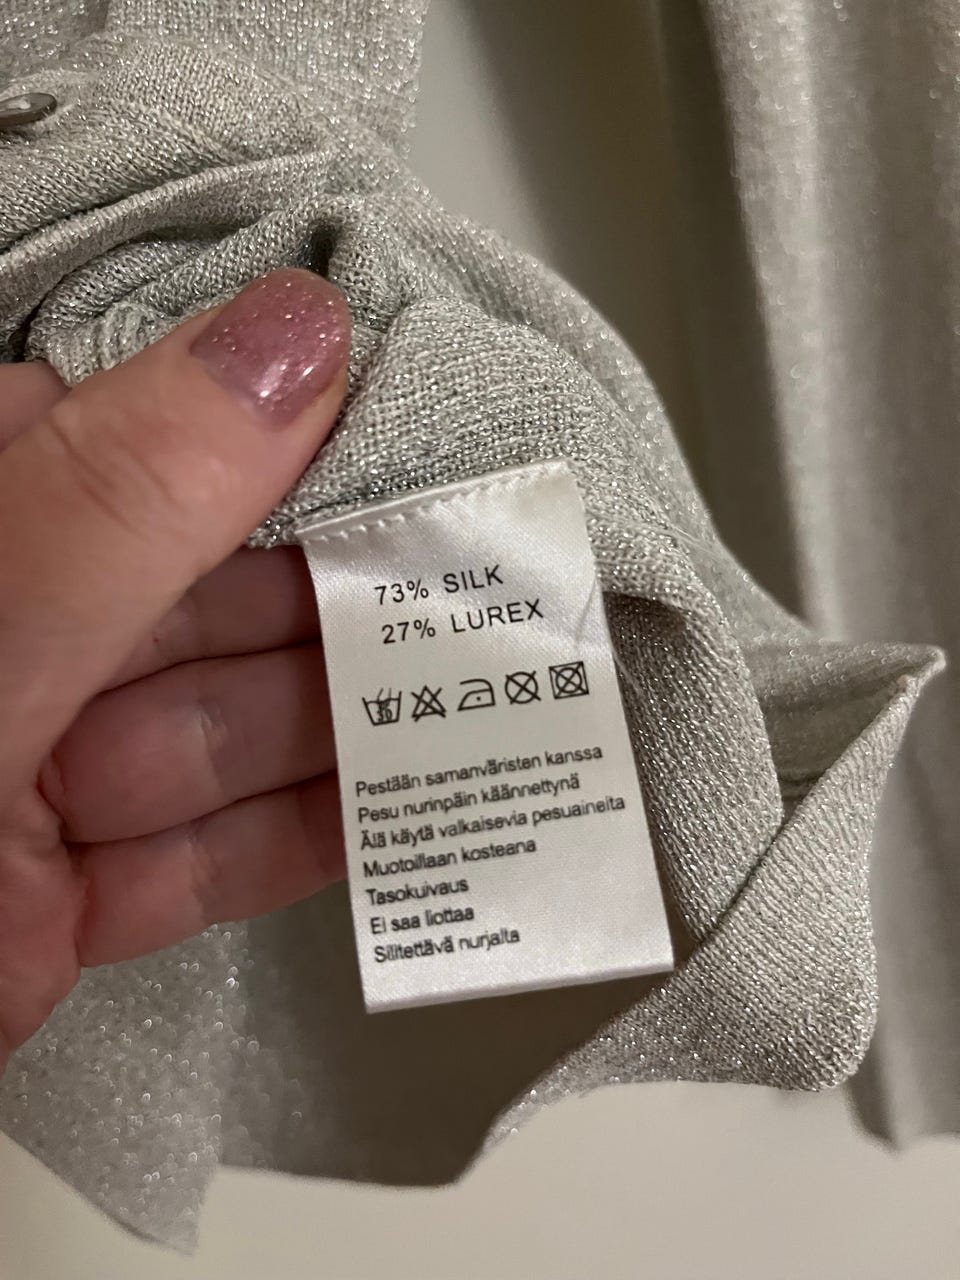 73% SILK
27% LUREX
30
Pestään samanväristen kanssa
Pesu nurinpäin käännettynä
Älä käytä valkaisevia pesuaineita
Muotoillaan kosteana
Tasokuivaus
Ei saa liottaa
Silitettävä nurjalta